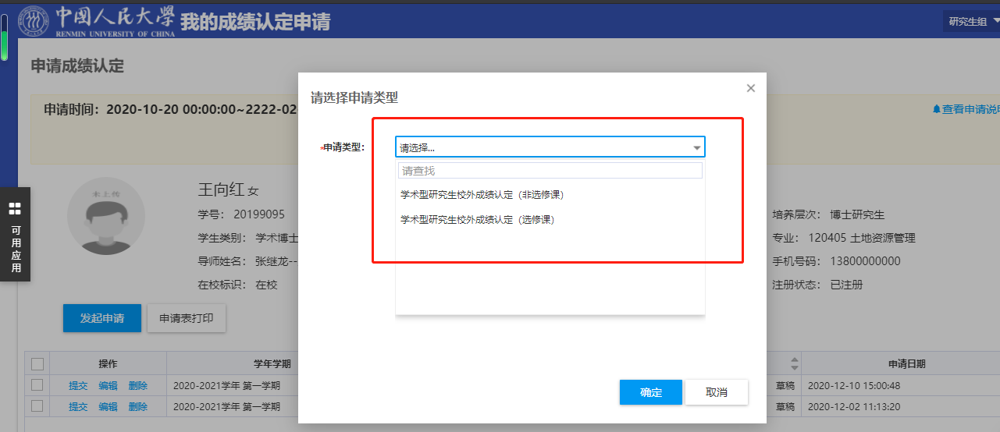 中国人民大学
RENMIN UNIVERSITY OF CHINA
我的成绩认定申请
研究生组
申请成绩认定
申请时间：2020-10-20 00:00:00~2222-02-
查看申请说明
可用应用
未上传
王向红 女
学号： 20199095
学生类别： 学术博士
导师姓名： 张继龙--
在校标识： 在校
培养层次： 博士研究生
专业： 120405 土地资源管理
手机号码： 13800000000
注册状态： 已注册
发起申请
申请表打印
操作 学年学期 申请日期
提交 编辑 删除 2020-2021学年 第一学期 草稿 2020-12-10 15:00:48
提交 编辑 删除 2020-2021学年 第一学期 草稿 2020-12-02 11:13:20
请选择申请类型
×
*申请类型：
请选择...
请查找
学术型研究生校外成绩认定（非选修课）
学术型研究生校外成绩认定（选修课）
确定
取消